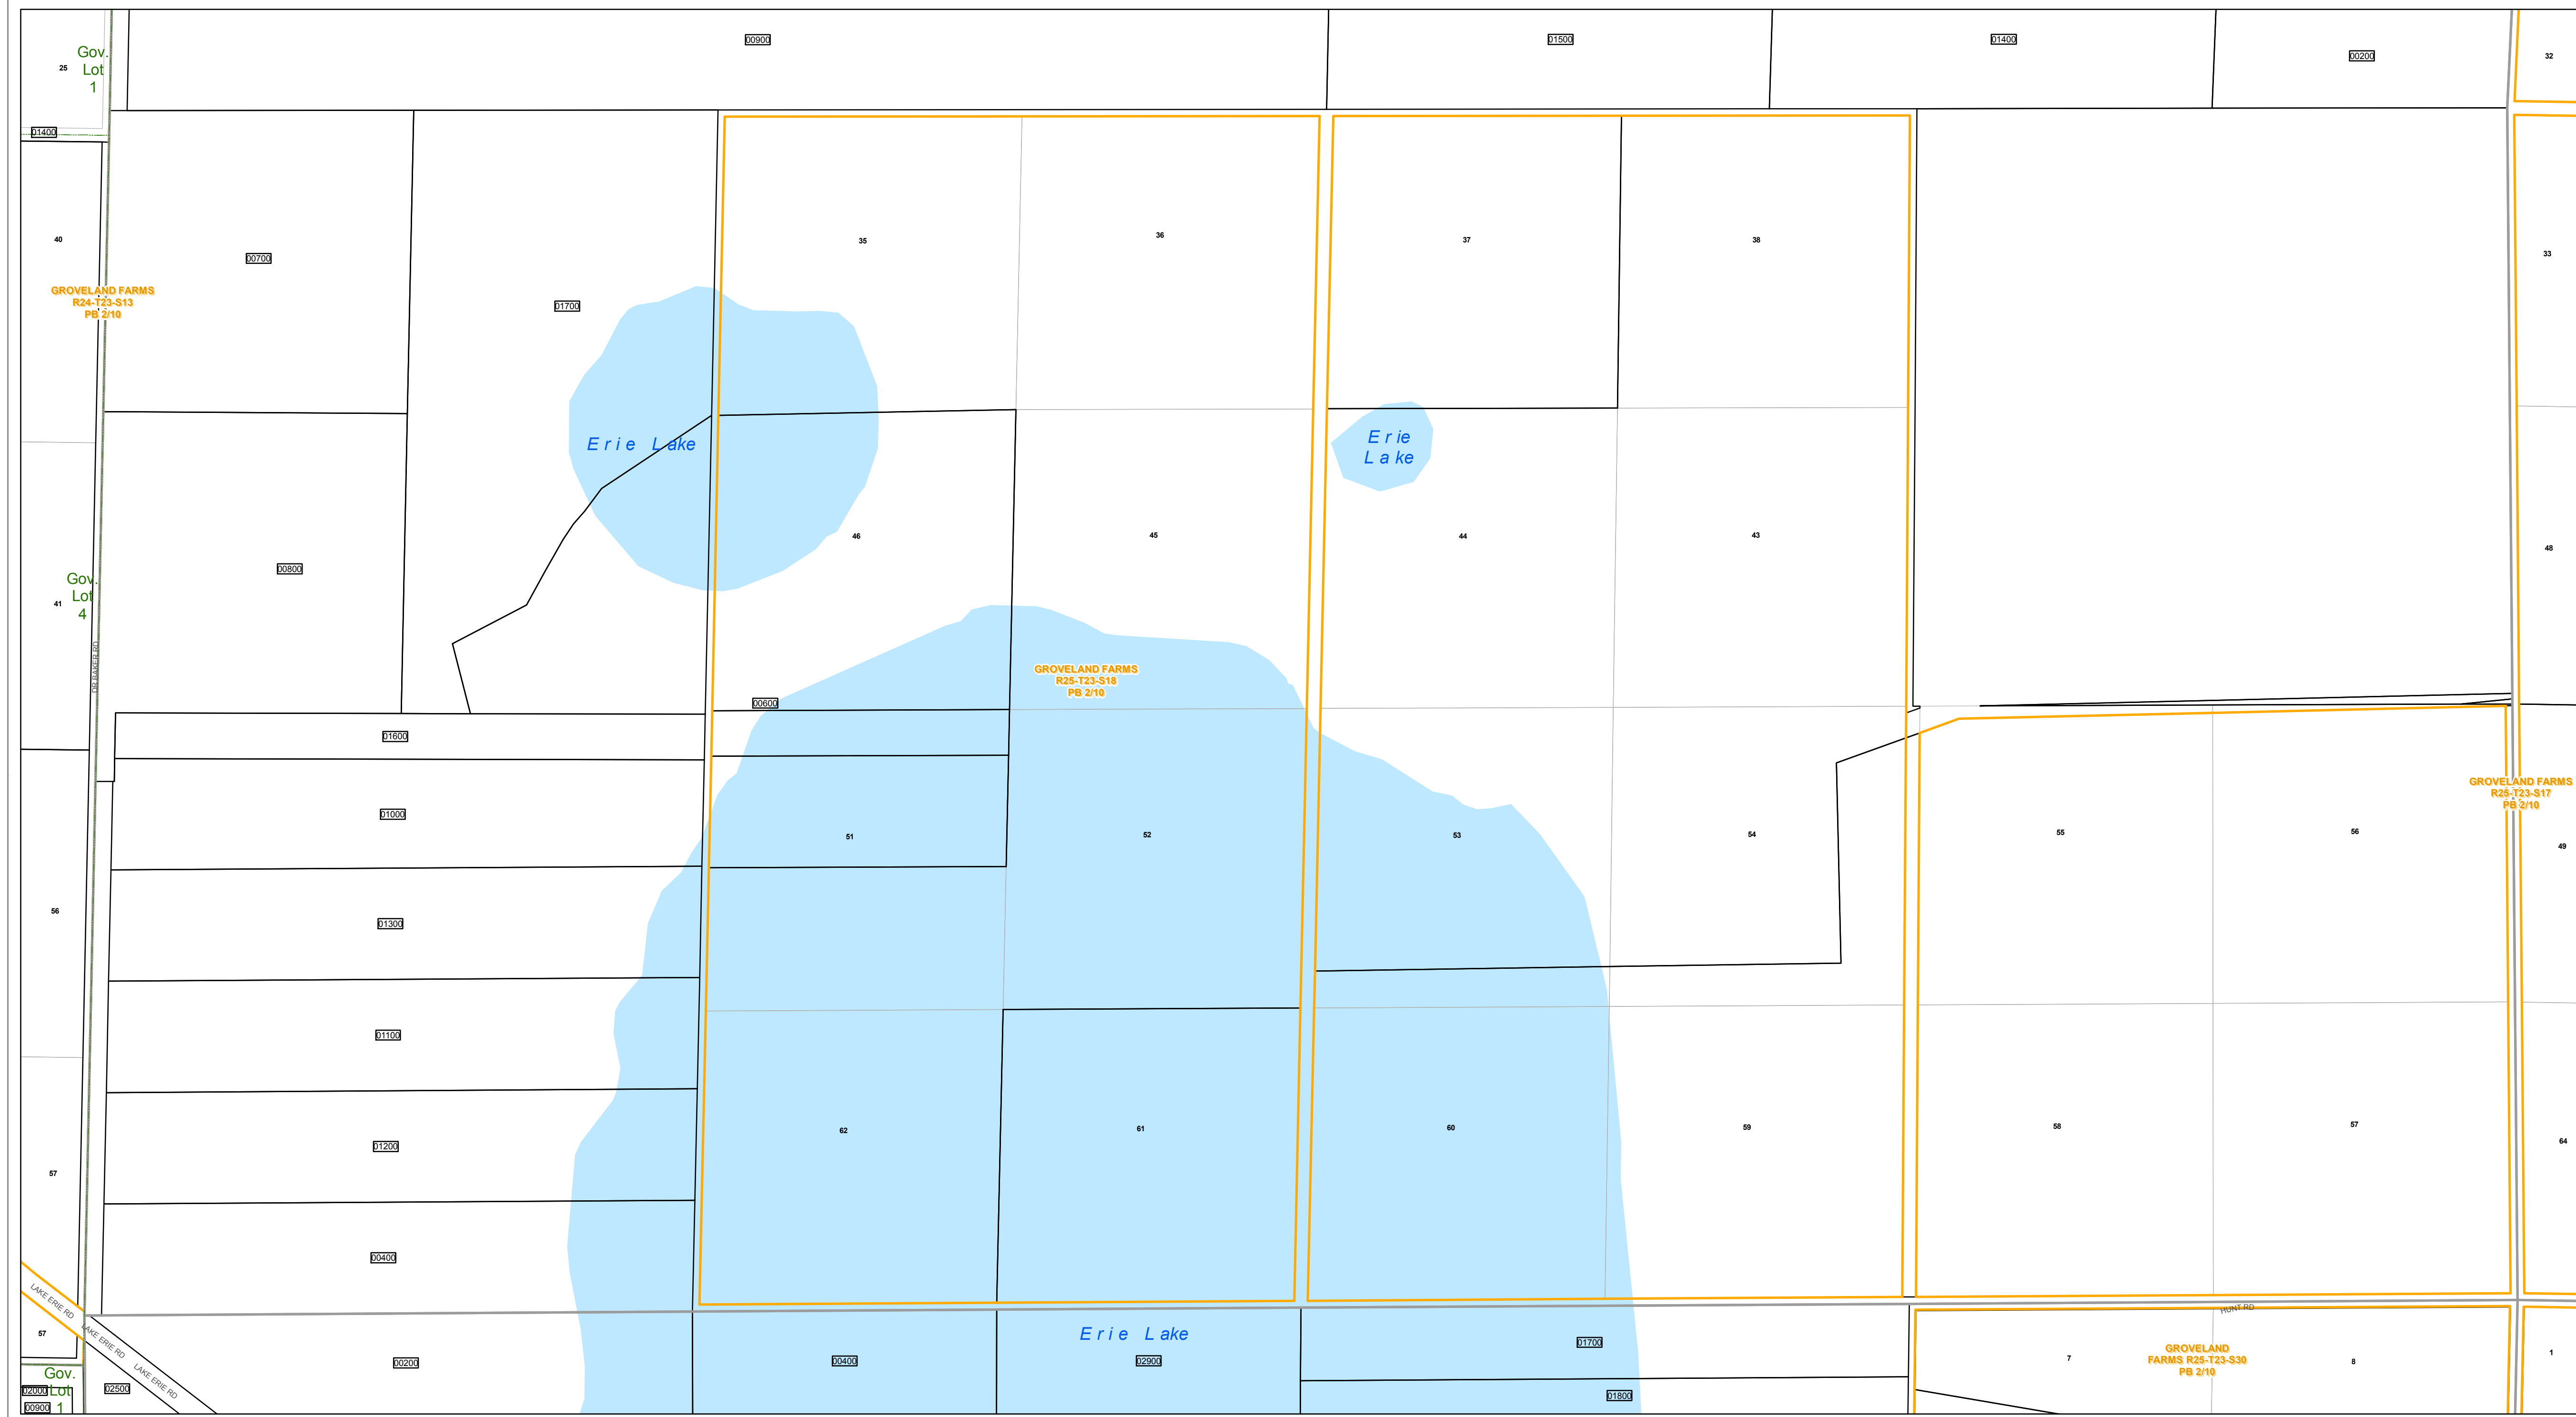 00900
01500
01400
00200
32
Gov.
Lot
1
25
01400
40
00700
01700
35
36
37
38
33
GROVELAND FARMS
R24-T23-S13
PB 2/10
Erie Lake
Erie
Lake
46
45
44
43
48
00800
Gov.
Lot
4
41
DR BAKER RD
00600
GROVELAND FARMS
R25-T23-S18
PB 2/10
01600
01000
51
52
53
54
55
56
GROVELAND FARMS
R25-T23-S17
PB 2/10
49
56
01300
01100
01200
62
61
60
59
58
57
64
57
00400
LAKE ERIE RD
LAKE ERIE RD
LAKE ERIE RD
HUNT RD
57
00200
Erie Lake
00400
02900
01700
01800
7
GROVELAND
FARMS R25-T23-S30
PB 2/10
8
1
Gov.
Lot
1
02000
00900
02500